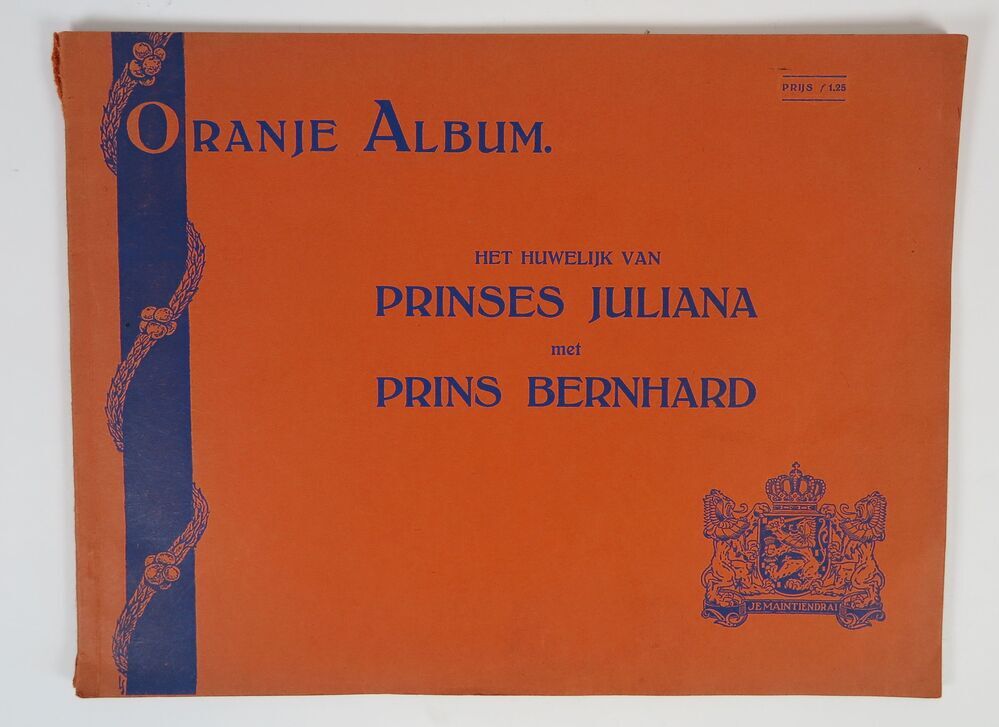 PRIJS ƒ 1.25
ORANJE ALBUM.
HET HUWELIJK VAN
PRINSES JULIANA
met
PRINS BERNHARD
JE MAINTIENDRAI